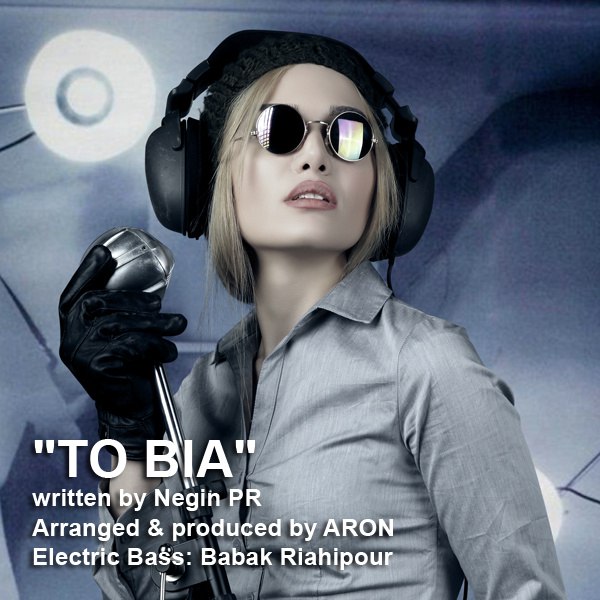 "TO BIA"
written by Negin PR
Arranged & produced by ARON
Electric Bass: Babak Riahipour